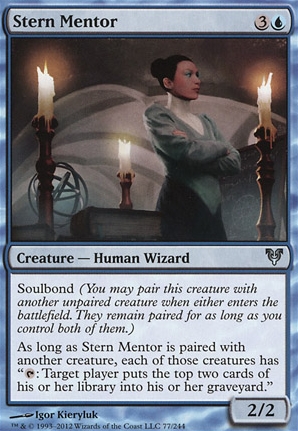 Stern Mentor 3
Creature — Human Wizard
Soulbond (You may pair this creature with
another unpaired creature when either enters the
battlefield. They remain paired for as long as you
control both of them.)
As long as Stern Mentor is paired with
another creature, each of those creatures has
“: Target player puts the top two cards of
his or her library into his or her graveyard.”
Igor Kieryluk
™ & © 1993–2012 Wizards of the Coast LLC 77/244
2/2